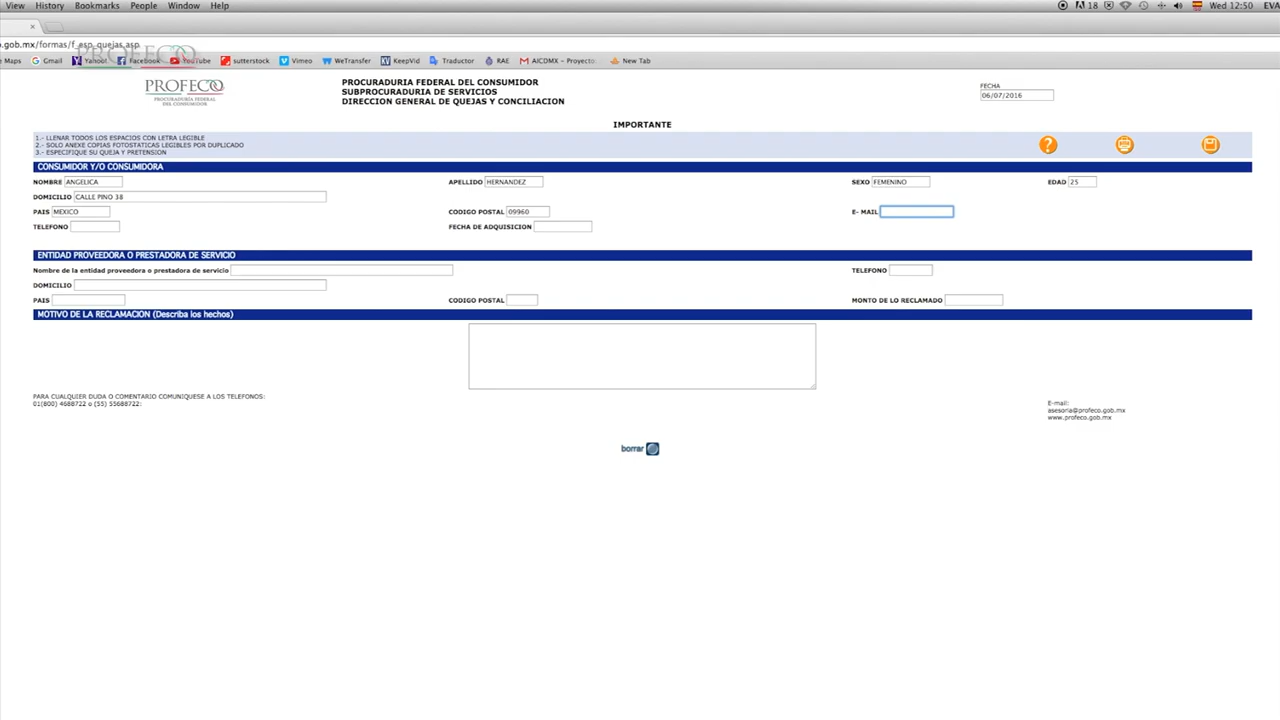 View History Bookmarks People Window Help
18 Wed 12:50 EVA
.gob.mx/formas/f_esp_quejas.asp
PROFECO
Maps Gmail Yahoo! Facebook YouTube sutterstock Vimeo WeTransfer KeepVid Traductor RAE AICOMX – Proyecto New Tab
PROFECO
PROCURADURÍA FEDERAL
DEL CONSUMIDOR
PROCURADURIA FEDERAL DEL CONSUMIDOR
SUBPROCURADURIA DE SERVICIOS
DIRECCION GENERAL DE QUEJAS Y CONCILIACION
FECHA
06/07/2016
IMPORTANTE
1.- LLENAR TODOS LOS ESPACIOS CON LETRA LEGIBLE
2.- SOLO ANEXE COPIAS FOTOSTATICAS LEGIBLES POR DUPLICADO
3.- ESPECIFIQUE SU QUEJA Y PRETENSION
?
CONSUMIDOR Y/O CONSUMIDORA
NOMBRE ANGELICA APELLIDO HERNANDEZ SEXO FEMENINO EDAD 25
DOMICILIO CALLE PINO 38
PAIS MEXICO CODIGO POSTAL 09960 E- MAIL
TELEFONO FECHA DE ADQUISICION
ENTIDAD PROVEEDORA O PRESTADORA DE SERVICIO
Nombre de la entidad proveedora o prestadora de servicio TELEFONO
DOMICILIO
PAIS CODIGO POSTAL MONTO DE LO RECLAMADO
MOTIVO DE LA RECLAMACION (Describa los hechos)
PARA CUALQUIER DUDA O COMENTARIO COMUNIQUESE A LOS TELEFONOS:
01(800) 4688722 o (55) 55688722:
E-mail:
asesoria@profeco.gob.mx
www.profeco.gob.mx
borrar